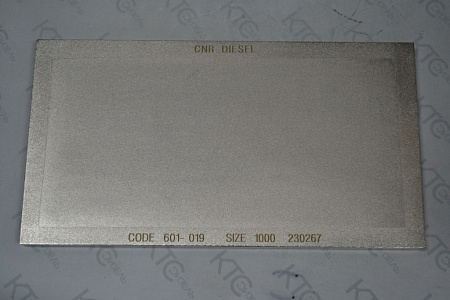 CNR DIESEL
CODE 601-019 SIZE 1000 230267